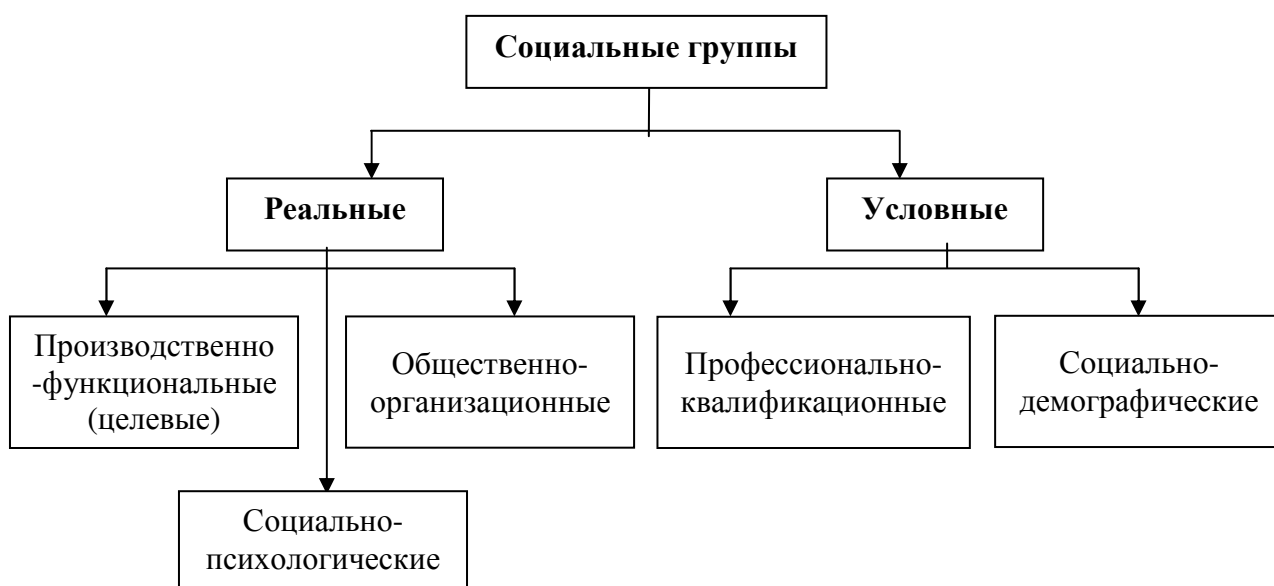 Социальные группы
Реальные
Условные
Производственно
-функциональные
(целевые)
Общественно-
организационные
Профессионально-
квалификационные
Социально-
демографические
Социально-
психологические